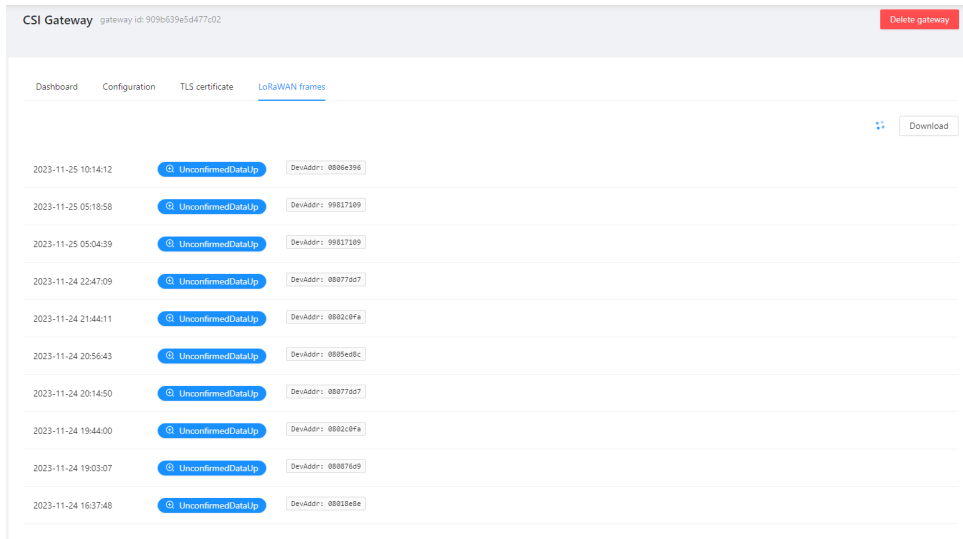 CSI Gateway gateway id: 909b639e5d477c02 Delete gateway
Dashboard Configuration TLS certificate LoRaWAN frames
Download
2023-11-25 10:14:12 UnconfirmedDataUp DevAddr: 0806e396
2023-11-25 05:18:58 UnconfirmedDataUp DevAddr: 99817109
2023-11-25 05:04:39 UnconfirmedDataUp DevAddr: 99817109
2023-11-24 22:47:09 UnconfirmedDataUp DevAddr: 08077dd7
2023-11-24 21:44:11 UnconfirmedDataUp DevAddr: 0802c0fa
2023-11-24 20:56:43 UnconfirmedDataUp DevAddr: 0805ed8c
2023-11-24 20:14:50 UnconfirmedDataUp DevAddr: 08077dd7
2023-11-24 19:44:00 UnconfirmedDataUp DevAddr: 0802c0fa
2023-11-24 19:03:07 UnconfirmedDataUp DevAddr: 080876d9
2023-11-24 16:37:48 UnconfirmedDataUp DevAddr: 08018e8e